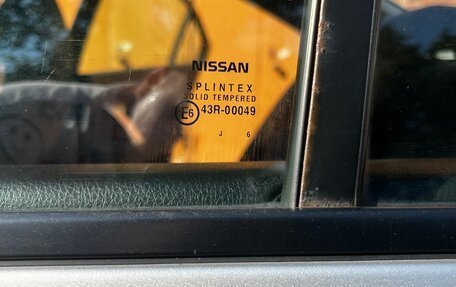 NISSAN
SPLINTEX
SOLID TEMPERED
E6 43R-00049
J 6